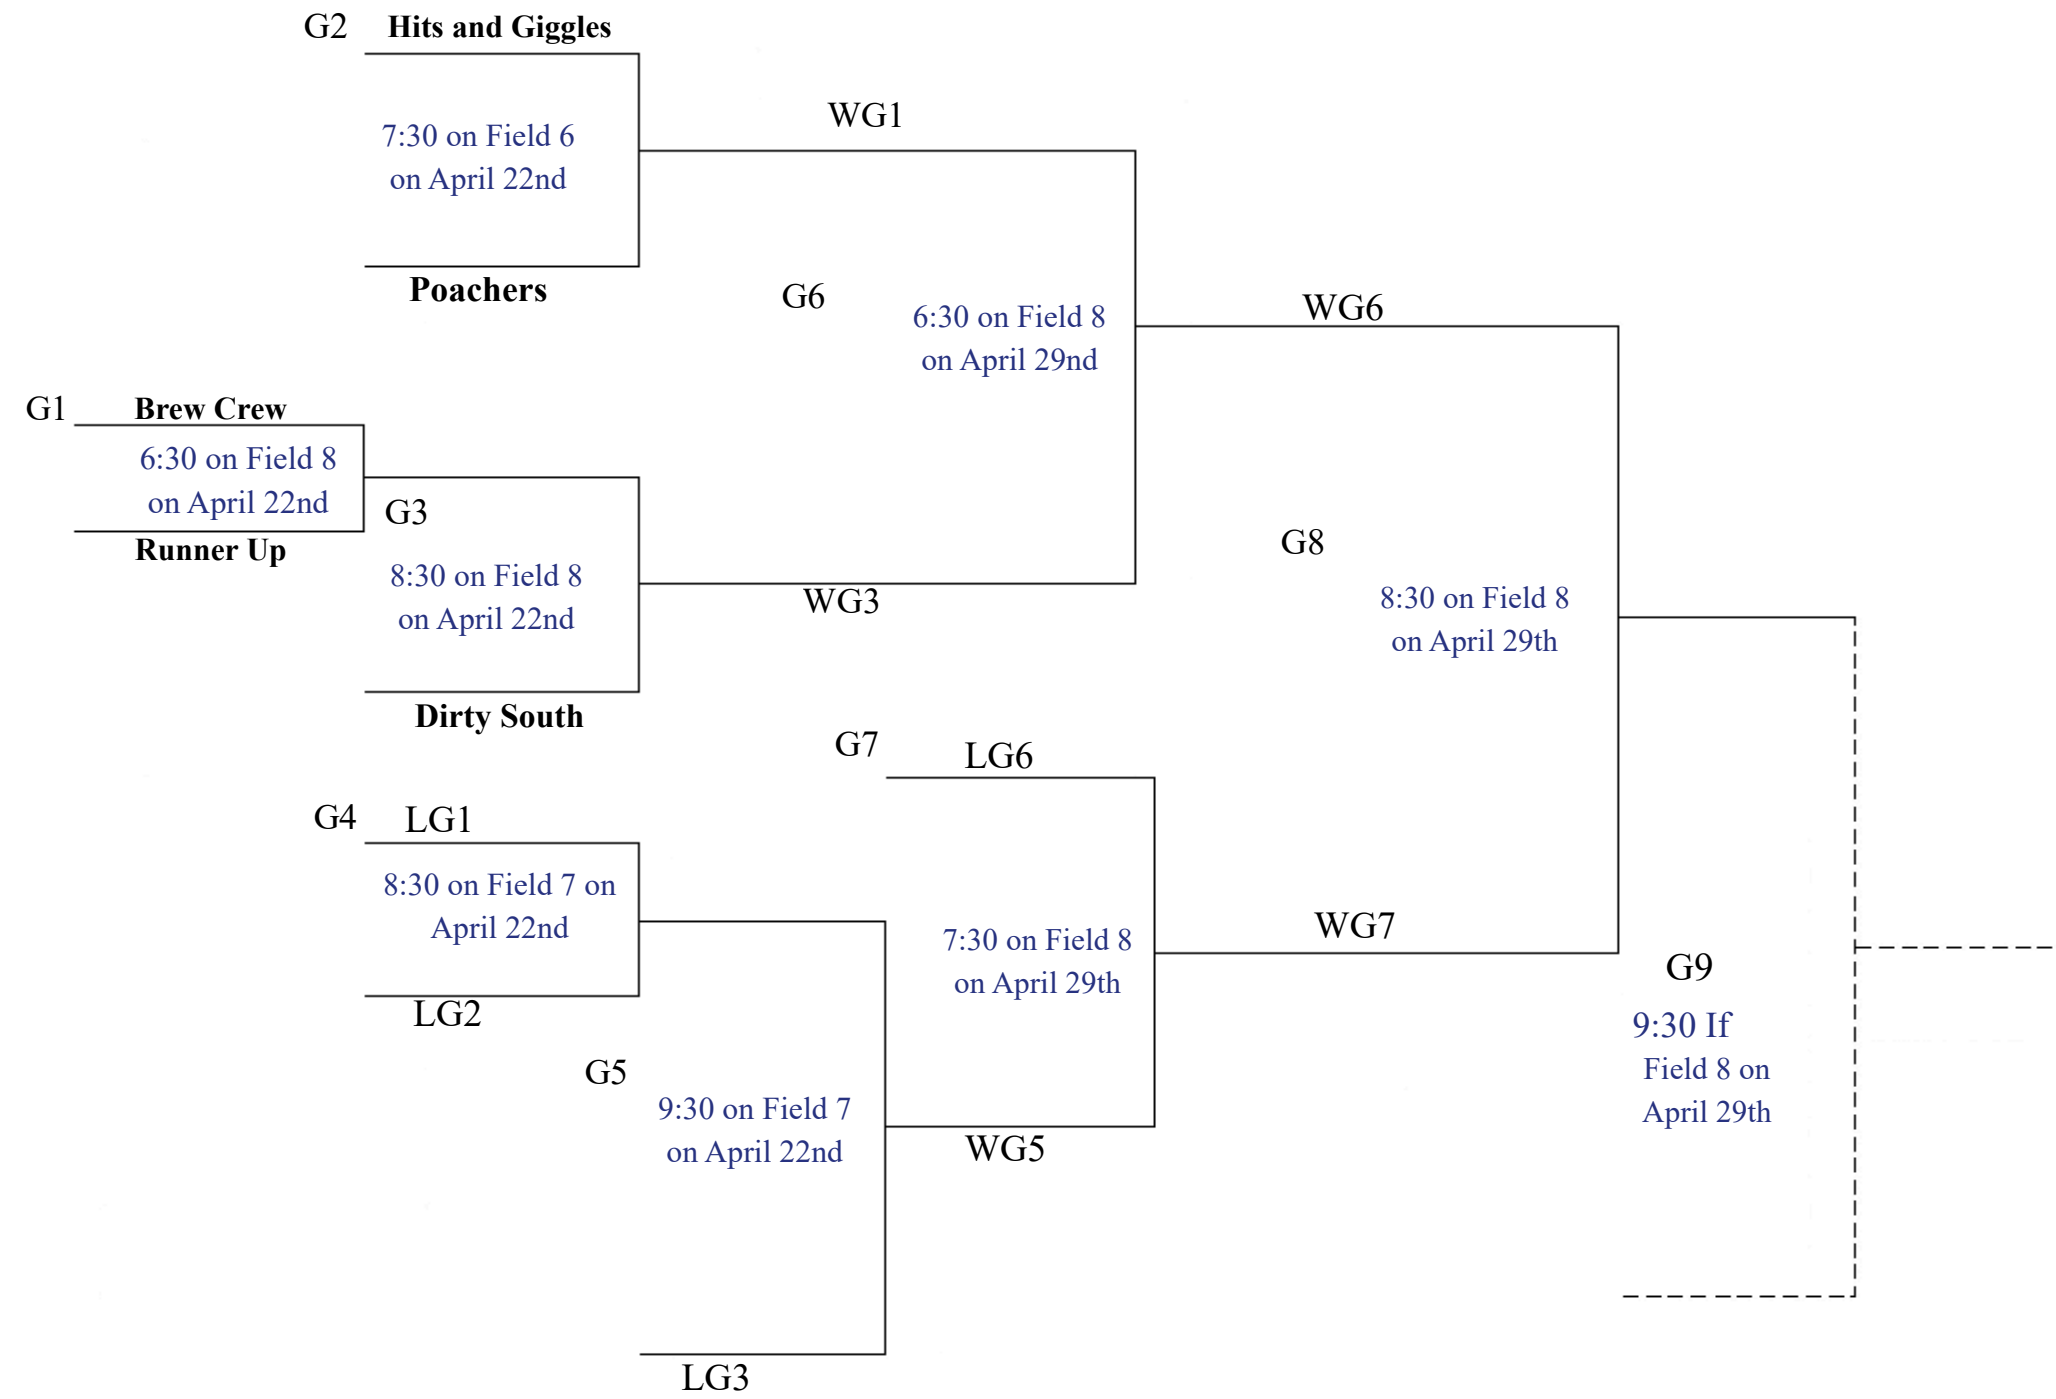 G2 Hits and Giggles
7:30 on Field 6
on April 22nd
Poachers
WG1
G6
6:30 on Field 8
on April 29nd
WG6
G1 Brew Crew
6:30 on Field 8
on April 22nd
Runner Up
G3
8:30 on Field 8
on April 22nd
Dirty South
WG3
G8
8:30 on Field 8
on April 29th
G7 LG6
7:30 on Field 8
on April 29th
WG5
WG7
G4 LG1
8:30 on Field 7 on
April 22nd
LG2
G5
9:30 on Field 7
on April 22nd
LG3
G9
9:30 If
Field 8 on
April 29th